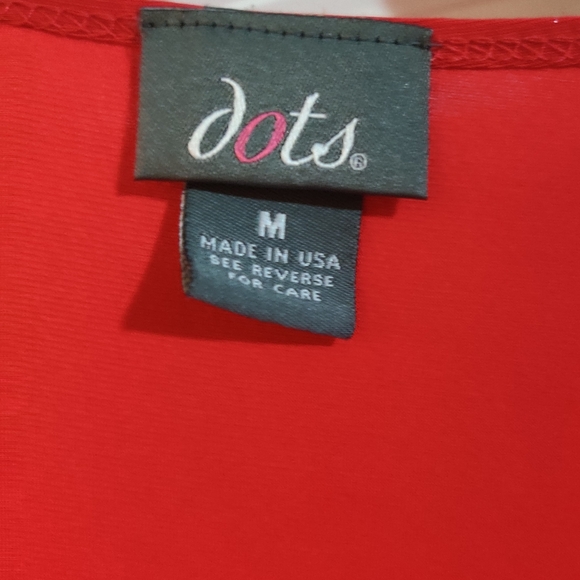 dots®
M
MADE IN USA
SEE REVERSE
FOR CARE